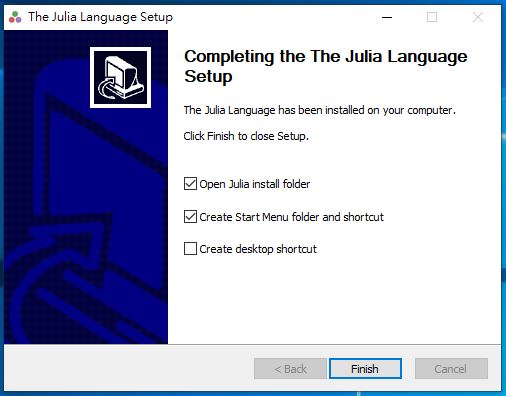 The Julia Language Setup
Completing the The Julia Language
Setup
The Julia Language has been installed on your computer.
Click Finish to close Setup.
Open Julia install folder
Create Start Menu folder and shortcut
Create desktop shortcut
< Back
Finish
Cancel